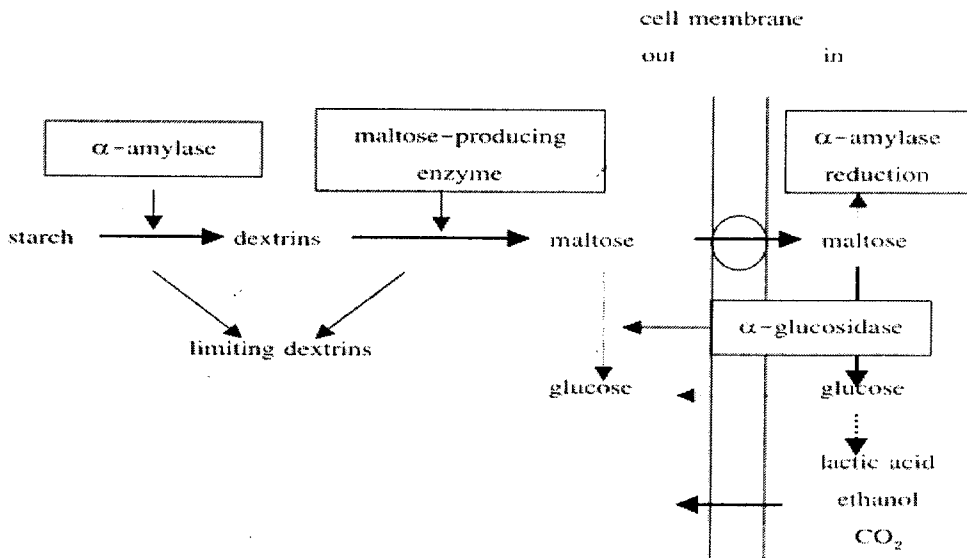 cell membrane
out in
α-amylase
maltose-producing
enzyme
α-amylase
reduction
starch dextrins maltose maltose
limiting dextrins
α-glucosidase
glucose glucose
lactic acid
ethanol
CO₂